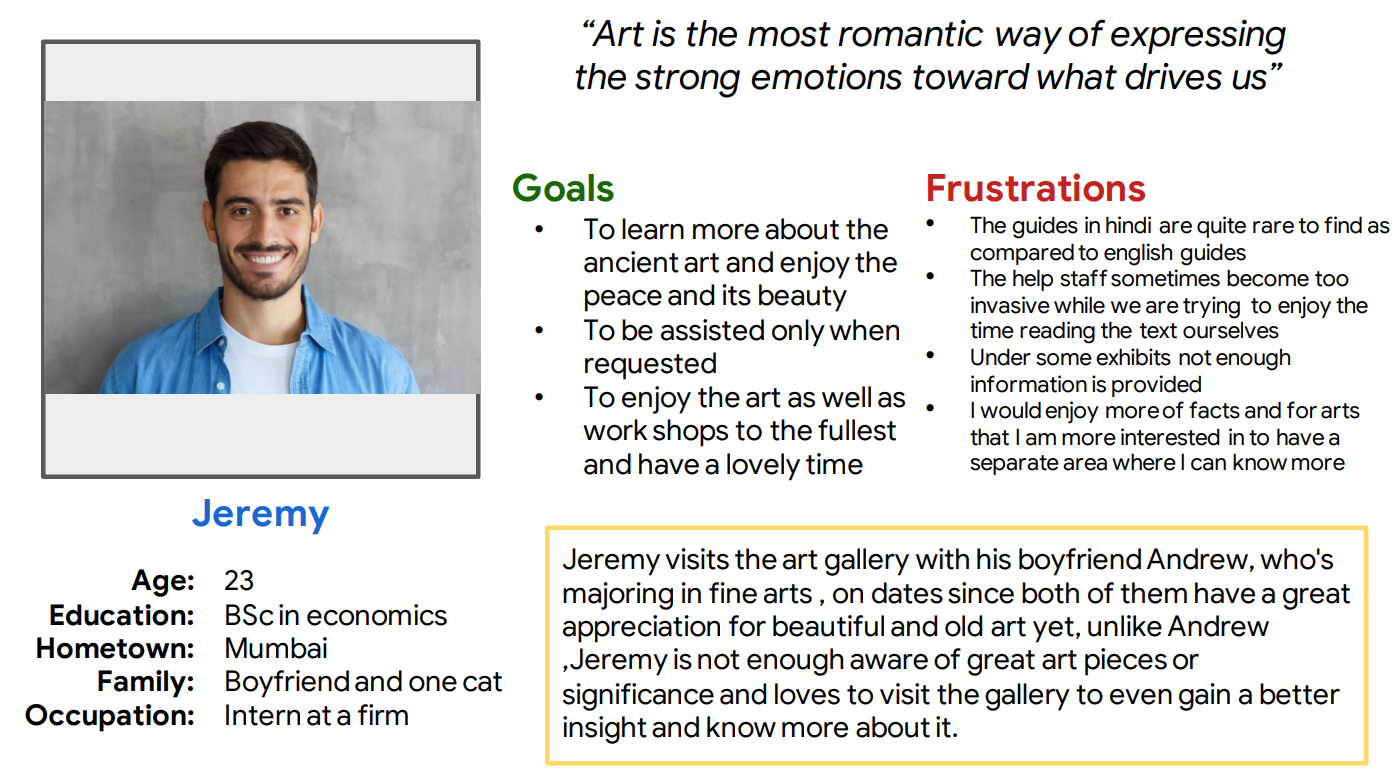 “Art is the most romantic way of expressing
the strong emotions toward what drives us”
Goals
• To learn more about the
ancient art and enjoy the
peace and its beauty
• To be assisted only when
requested
• To enjoy the art as well as
work shops to the fullest
and have a lovely time
Frustrations
• The guides in hindi are quite rare to find as
compared to english guides
• The help staff sometimes become too
invasive while we are trying to enjoy the
time reading the text ourselves
• Under some exhibits not enough
information is provided
• I would enjoy more of facts and for arts
that I am more interested in to have a
separate area where I can know more
Jeremy
Age: 23
Education: BSc in economics
Hometown: Mumbai
Family: Boyfriend and one cat
Occupation: Intern at a firm
Jeremy visits the art gallery with his boyfriend Andrew, who's
majoring in fine arts , on dates since both of them have a great
appreciation for beautiful and old art yet, unlike Andrew
,Jeremy is not enough aware of great art pieces or
significance and loves to visit the gallery to even gain a better
insight and know more about it.